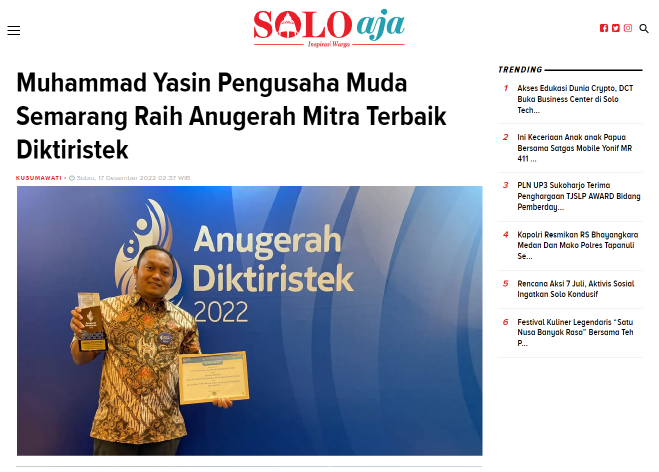 SOLO aja
Inspirasi Warga
Muhammad Yasin Pengusaha Muda
Semarang Raih Anugerah Mitra Terbaik
Diktiristek
KUSUMAWATI - Sabtu, 17 Desember 2022 02:37 WIB
Anugerah
Diktiristek
2022
Anugerah
Diktiristek
TRENDING
1 Akses Edukasi Dunia Crypto, DCT
Buka Business Center di Solo
Tech...
2 Ini Keceriaan Anak anak Papua
Bersama Satgas Mobile Yonif MR
411 ...
3 PLN UP3 Sukoharjo Terima
Penghargaan TJSLP AWARD Bidang
Pemberday...
4 Kapolri Resmikan RS Bhayangkara
Medan Dan Mako Polres Tapanuli
Se...
5 Rencana Aksi 7 Juli, Aktivis Sosial
Ingatkan Solo Kondusif
6 Festival Kuliner Legendaris “Satu
Nusa Banyak Rasa” Bersama Teh
P...